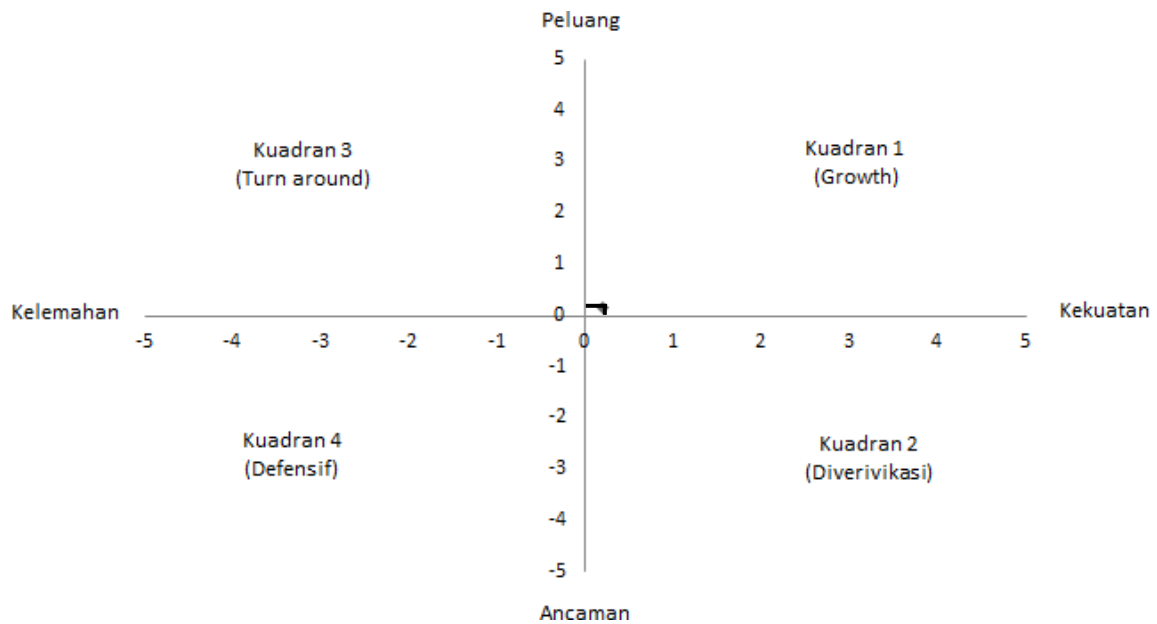 Peluang
5
4
Kuadran 3
(Turn around)
3
Kuadran 1
(Growth)
2
1
Kelemahan
0
Kekuatan
-5 -4 -3 -2 -1 0 1 2 3 4 5
-1
-2
Kuadran 4
(Defensif)
-3
Kuadran 2
(Diverivikasi)
-4
-5
Ancaman